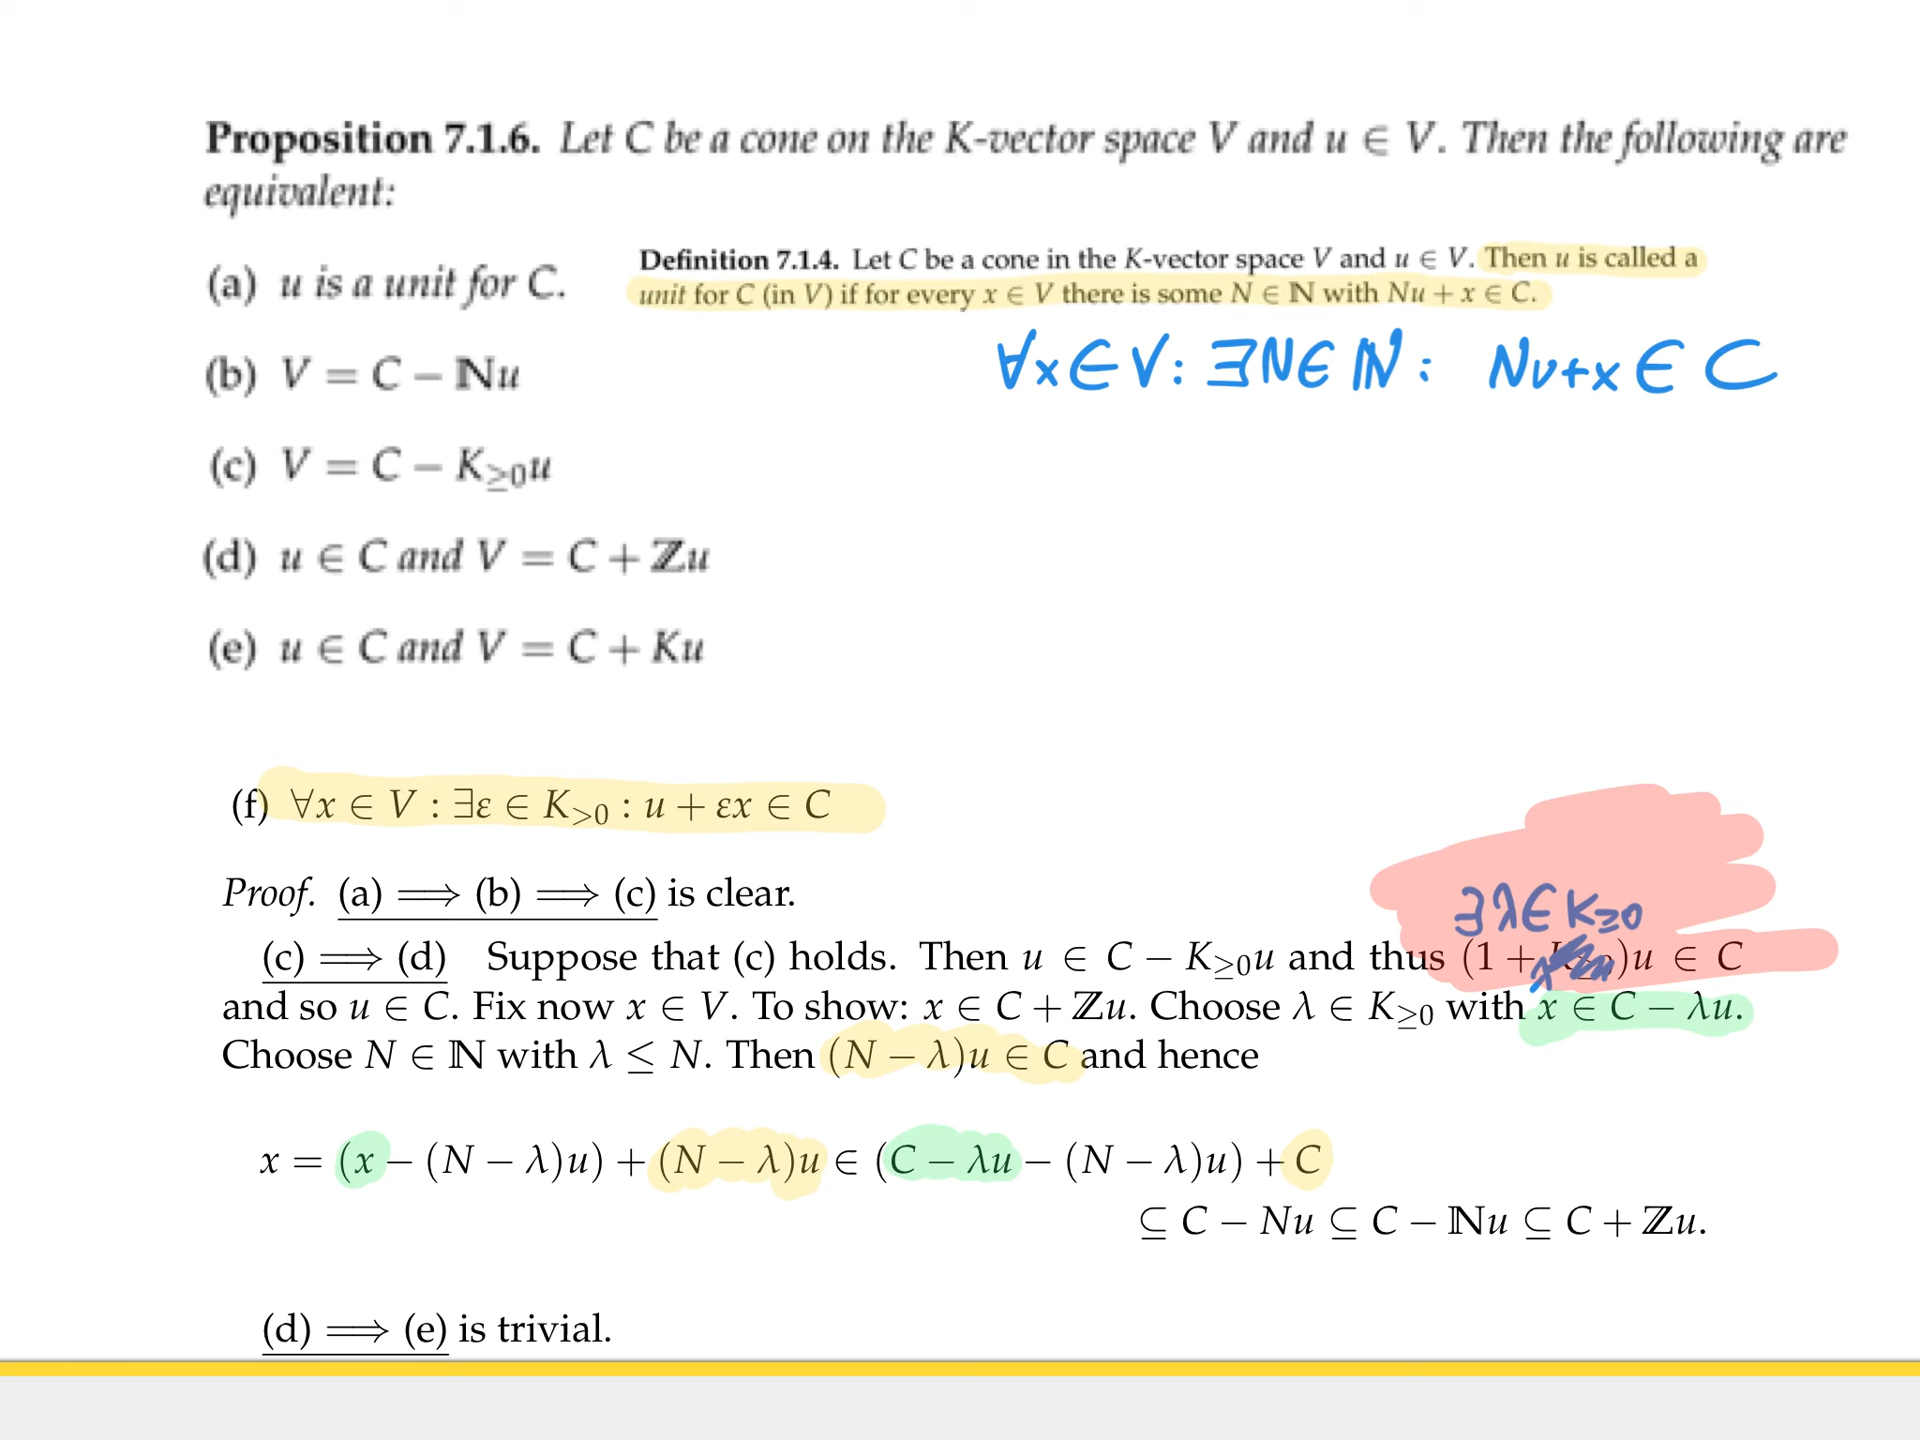 Proposition 7.1.6. Let C be a cone on the K-vector space V and u ∈ V. Then the following are
equivalent:
(a) u is a unit for C.
Definition 7.1.4. Let C be a cone in the K-vector space V and u ∈ V. Then u is called a
unit for C (in V) if for every x ∈ V there is some N ∈ ℕ with Nu + x ∈ C.
∀x ∈ V: ∃N ∈ ℕ: Nu+x ∈ C
(b) V = C − ℕu
(c) V = C − K≥0u
(d) u ∈ C and V = C + ℤu
(e) u ∈ C and V = C + Ku
(f) ∀x ∈ V : ∃ε ∈ K>0 : u + εx ∈ C
Proof. (a) ⟹ (b) ⟹ (c) is clear.
∃λ∈K≥0
(c) ⟹ (d) Suppose that (c) holds. Then u ∈ C − K≥0u and thus (1 + )u ∈ C
and so u ∈ C. Fix now x ∈ V. To show: x ∈ C + ℤu. Choose λ ∈ K≥0 with x ∈ C − λu.
Choose N ∈ ℕ with λ ≤ N. Then (N − λ)u ∈ C and hence
x = (x − (N − λ)u) + (N − λ)u ∈ (C − λu − (N − λ)u) + C
⊆ C − Nu ⊆ C − ℕu ⊆ C + ℤu.
(d) ⟹ (e) is trivial.